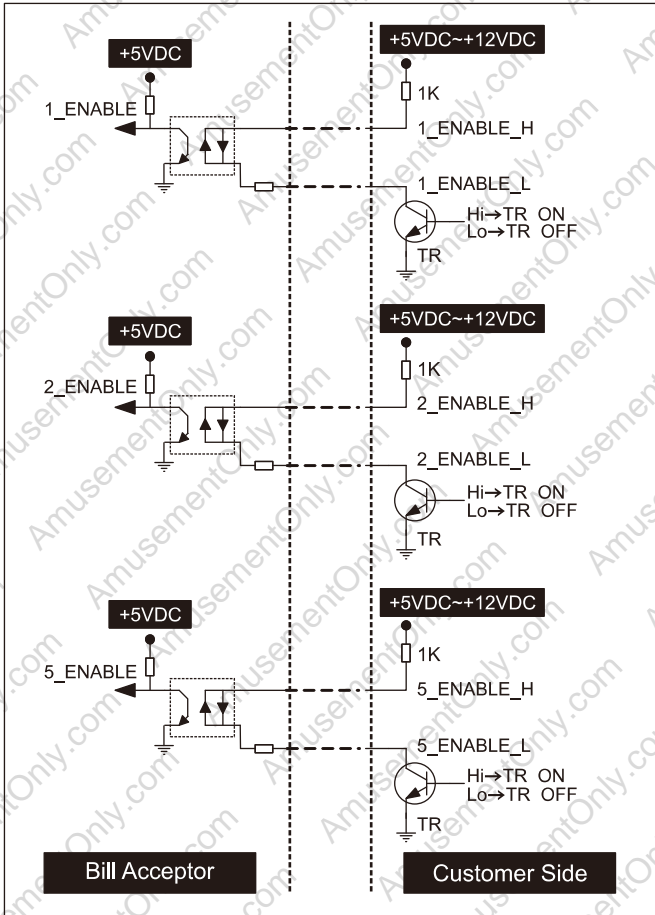 +5VDC
+5VDC~+12VDC
1K
1_ENABLE
1_ENABLE_H
1_ENABLE_L
Hi→TR ON
Lo→TR OFF
TR
+5VDC
+5VDC~+12VDC
1K
2_ENABLE
2_ENABLE_H
2_ENABLE_L
Hi→TR ON
Lo→TR OFF
TR
+5VDC
+5VDC~+12VDC
1K
5_ENABLE
5_ENABLE_H
5_ENABLE_L
Hi→TR ON
Lo→TR OFF
TR
Bill Acceptor
Customer Side
AmusementOnly.com